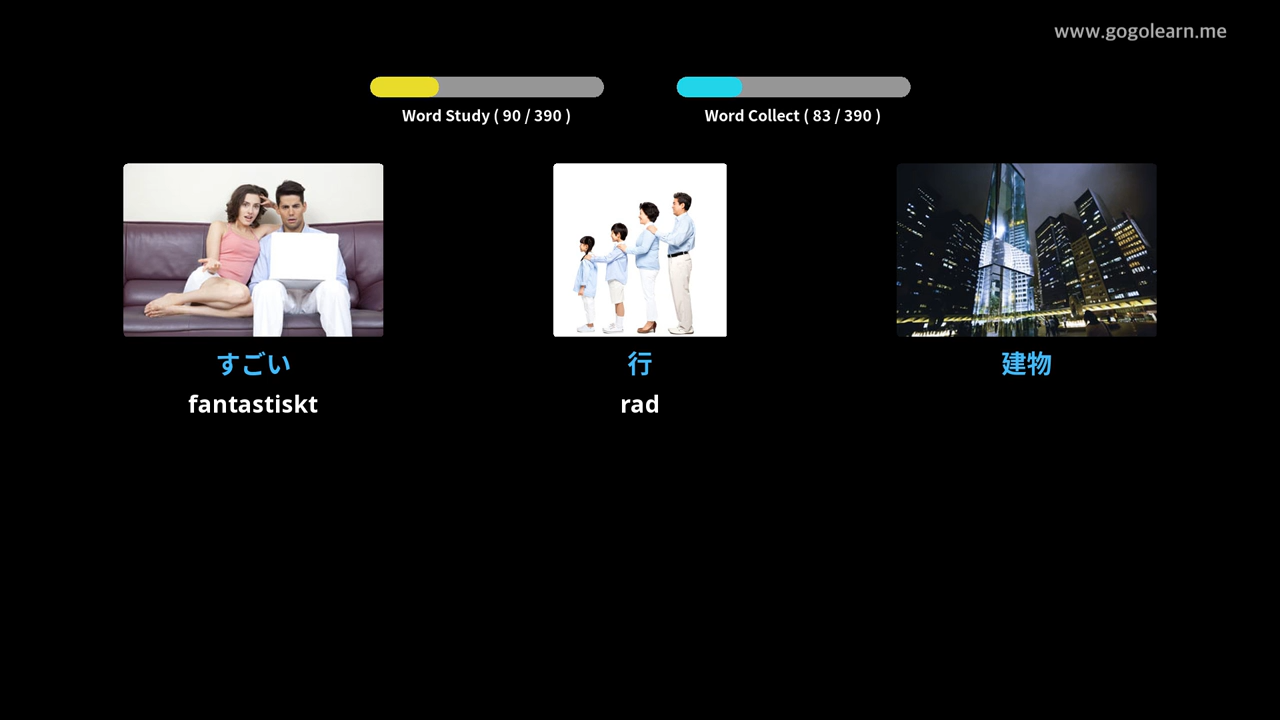 www.gogolearn.me
Word Study ( 90 / 390 )
Word Collect ( 83 / 390 )
すごい
fantastiskt
行
rad
建物